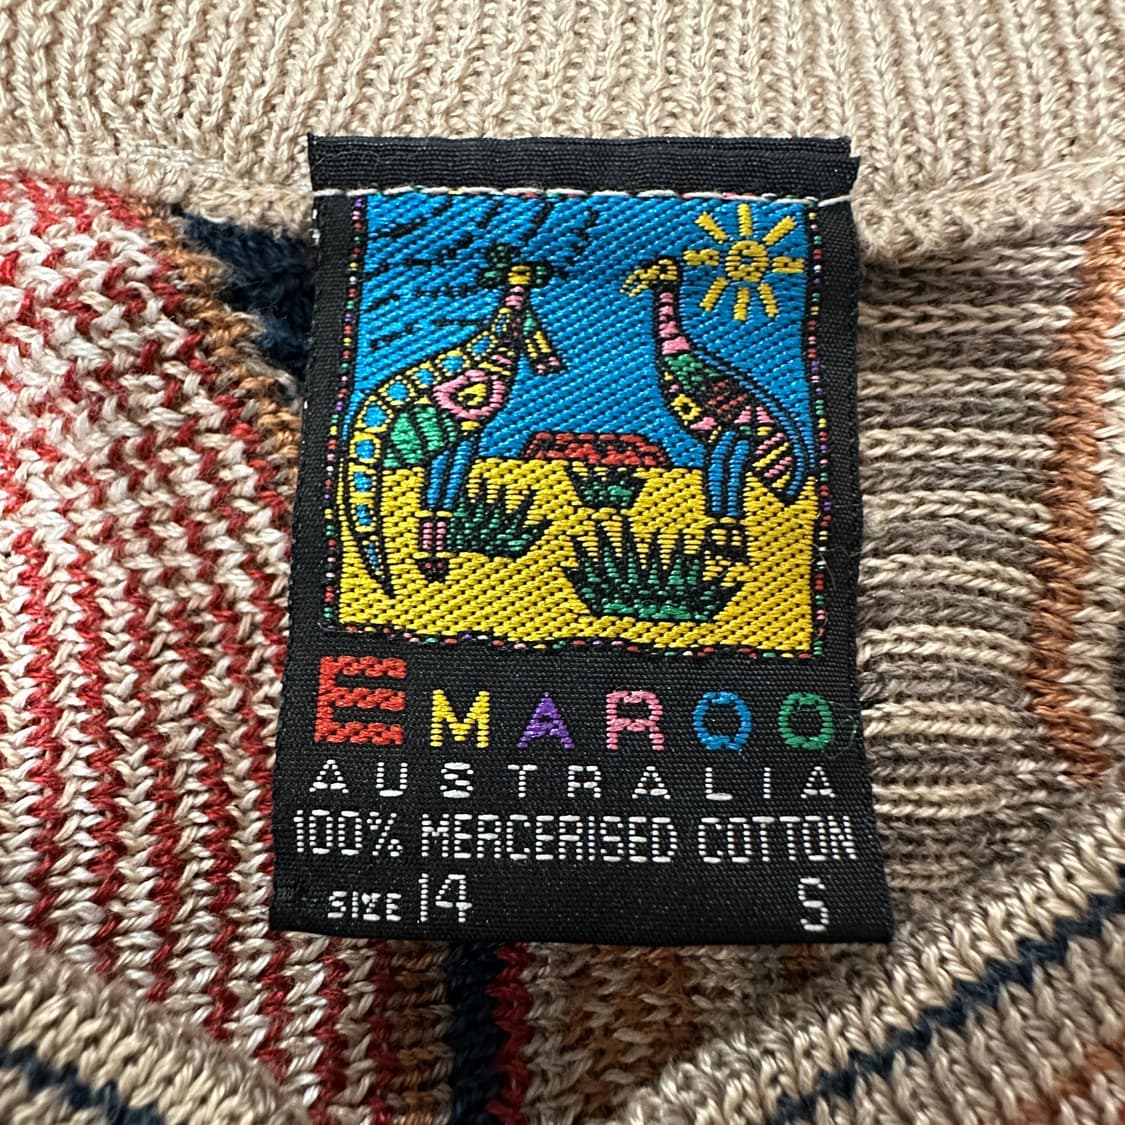 EMAROO
AUSTRALIA
100% MERCERISED COTTON
SIZE 14 S